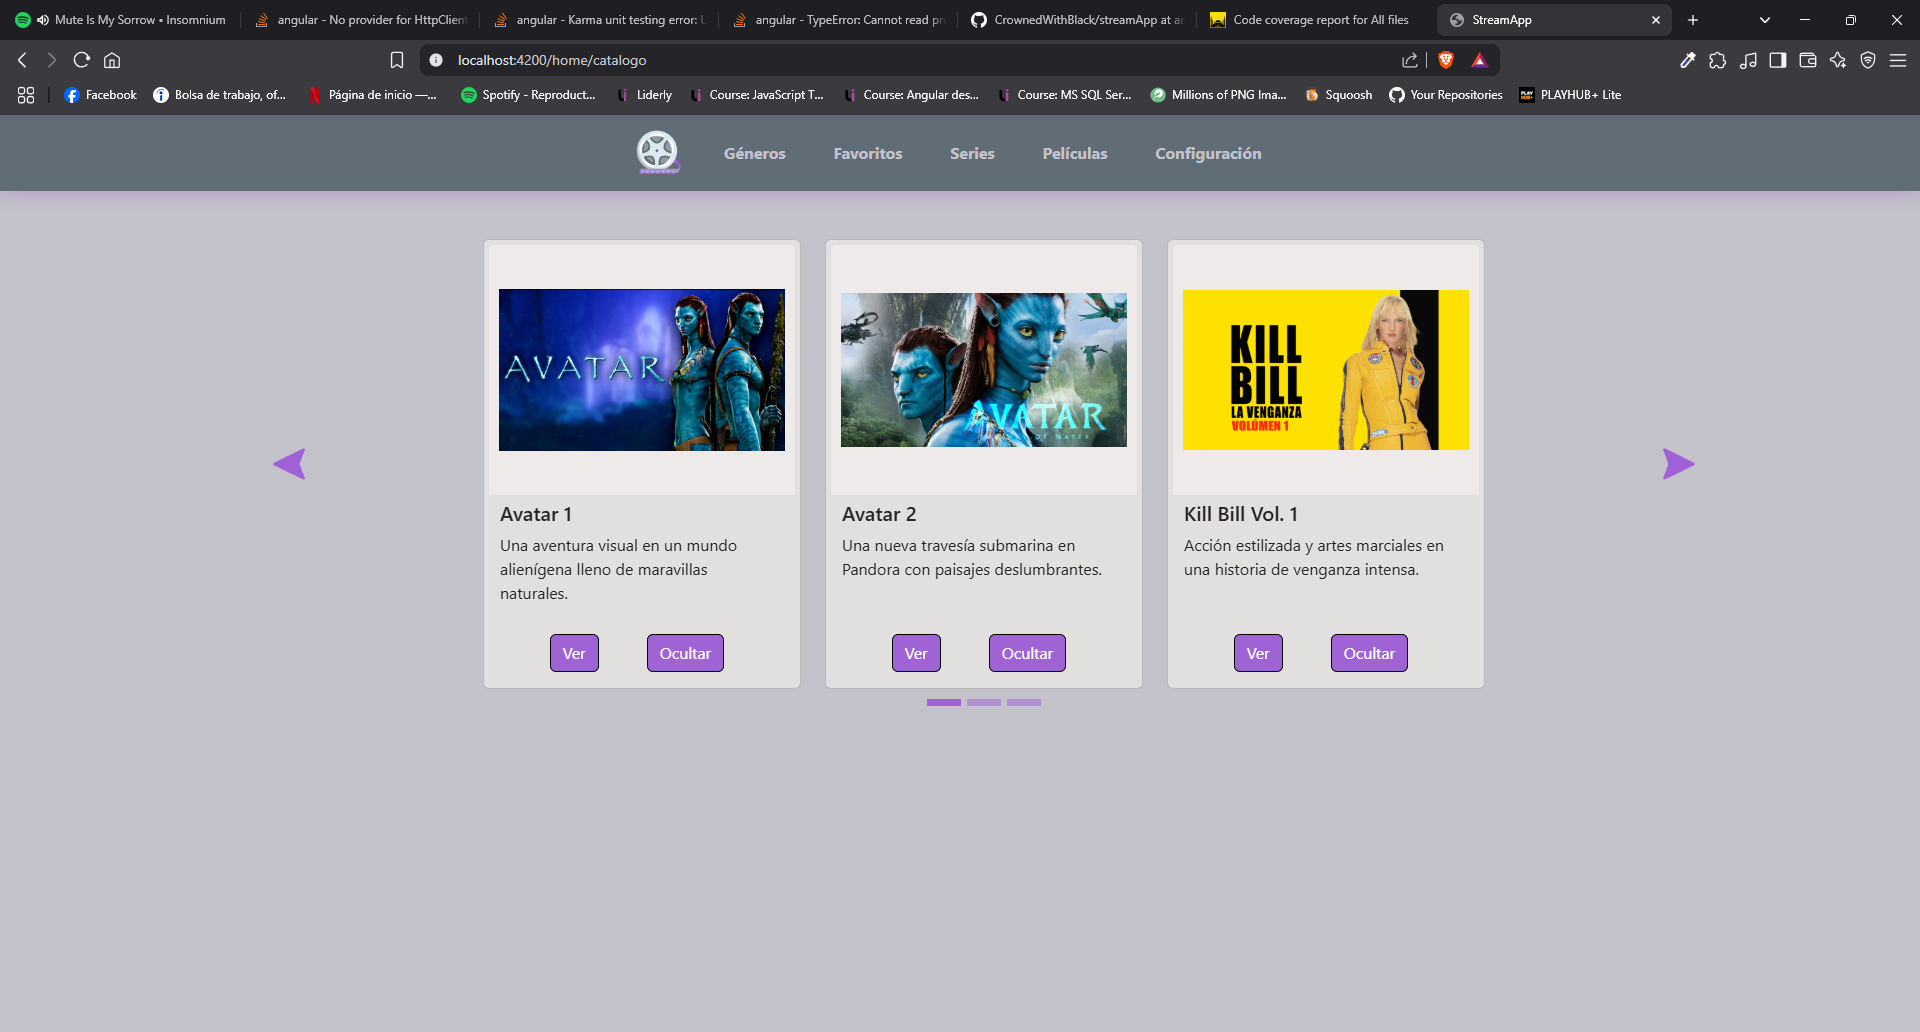 Mute Is My Sorrow • Insomnium
angular - No provider for HttpClient
angular - Karma unit testing error: U
angular - TypeError: Cannot read pr
CrownedWithBlack/streamApp at a
Code coverage report for All files
StreamApp
localhost:4200/home/catalogo
Facebook
Bolsa de trabajo, of...
Página de inicio —...
Spotify - Reproduct...
Liderly
Course: JavaScript T...
Course: Angular des...
Course: MS SQL Ser...
Millions of PNG Ima...
Squoosh
Your Repositories
PLAYHUB+ Lite
Géneros
Favoritos
Series
Películas
Configuración
AVATAR
AVATAR
KILL
BILL
LA VENGANZA
VOLÚMEN 1
Avatar 1
Una aventura visual en un mundo
alienígena lleno de maravillas
naturales.
Ver
Ocultar
Avatar 2
Una nueva travesía submarina en
Pandora con paisajes deslumbrantes.
Ver
Ocultar
Kill Bill Vol. 1
Acción estilizada y artes marciales en
una historia de venganza intensa.
Ver
Ocultar